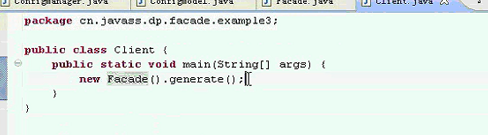 ConfigManager.java ConfigModel.java Facade.java Client.java
package cn.javass.dp.facade.example3;
public class Client {
public static void main(String[] args) {
new Facade().generate();
}
}